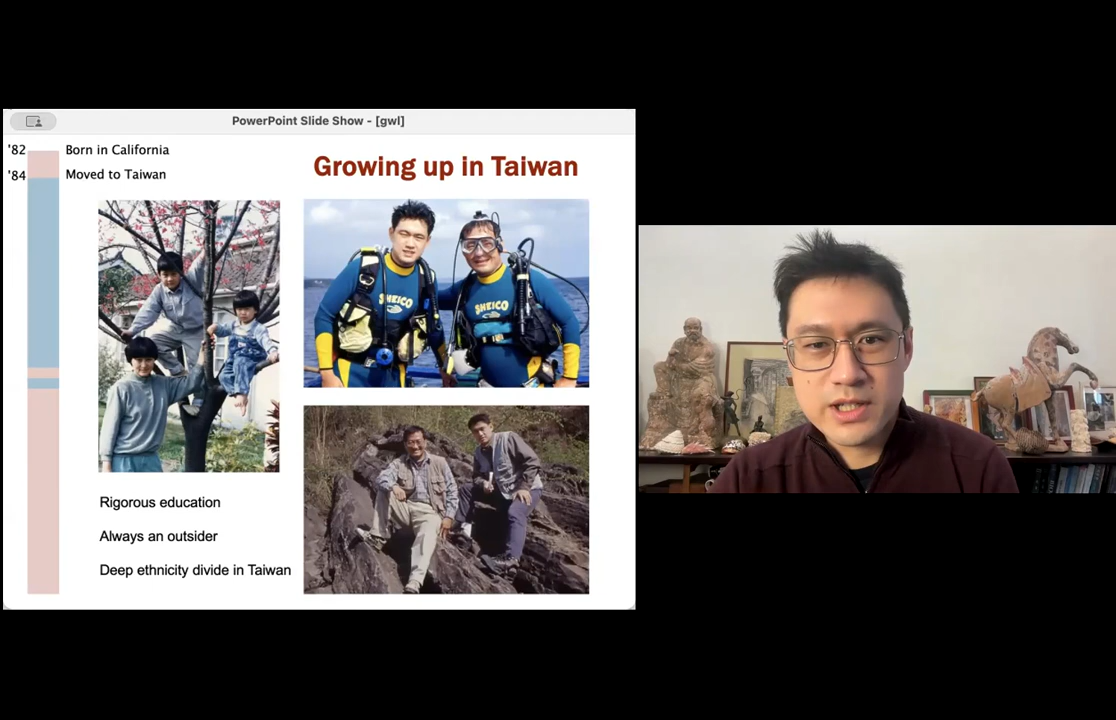 PowerPoint Slide Show - [gwl]
'82 Born in California
'84 Moved to Taiwan
Growing up in Taiwan
SHEICO
SHEICO
Rigorous education
Always an outsider
Deep ethnicity divide in Taiwan